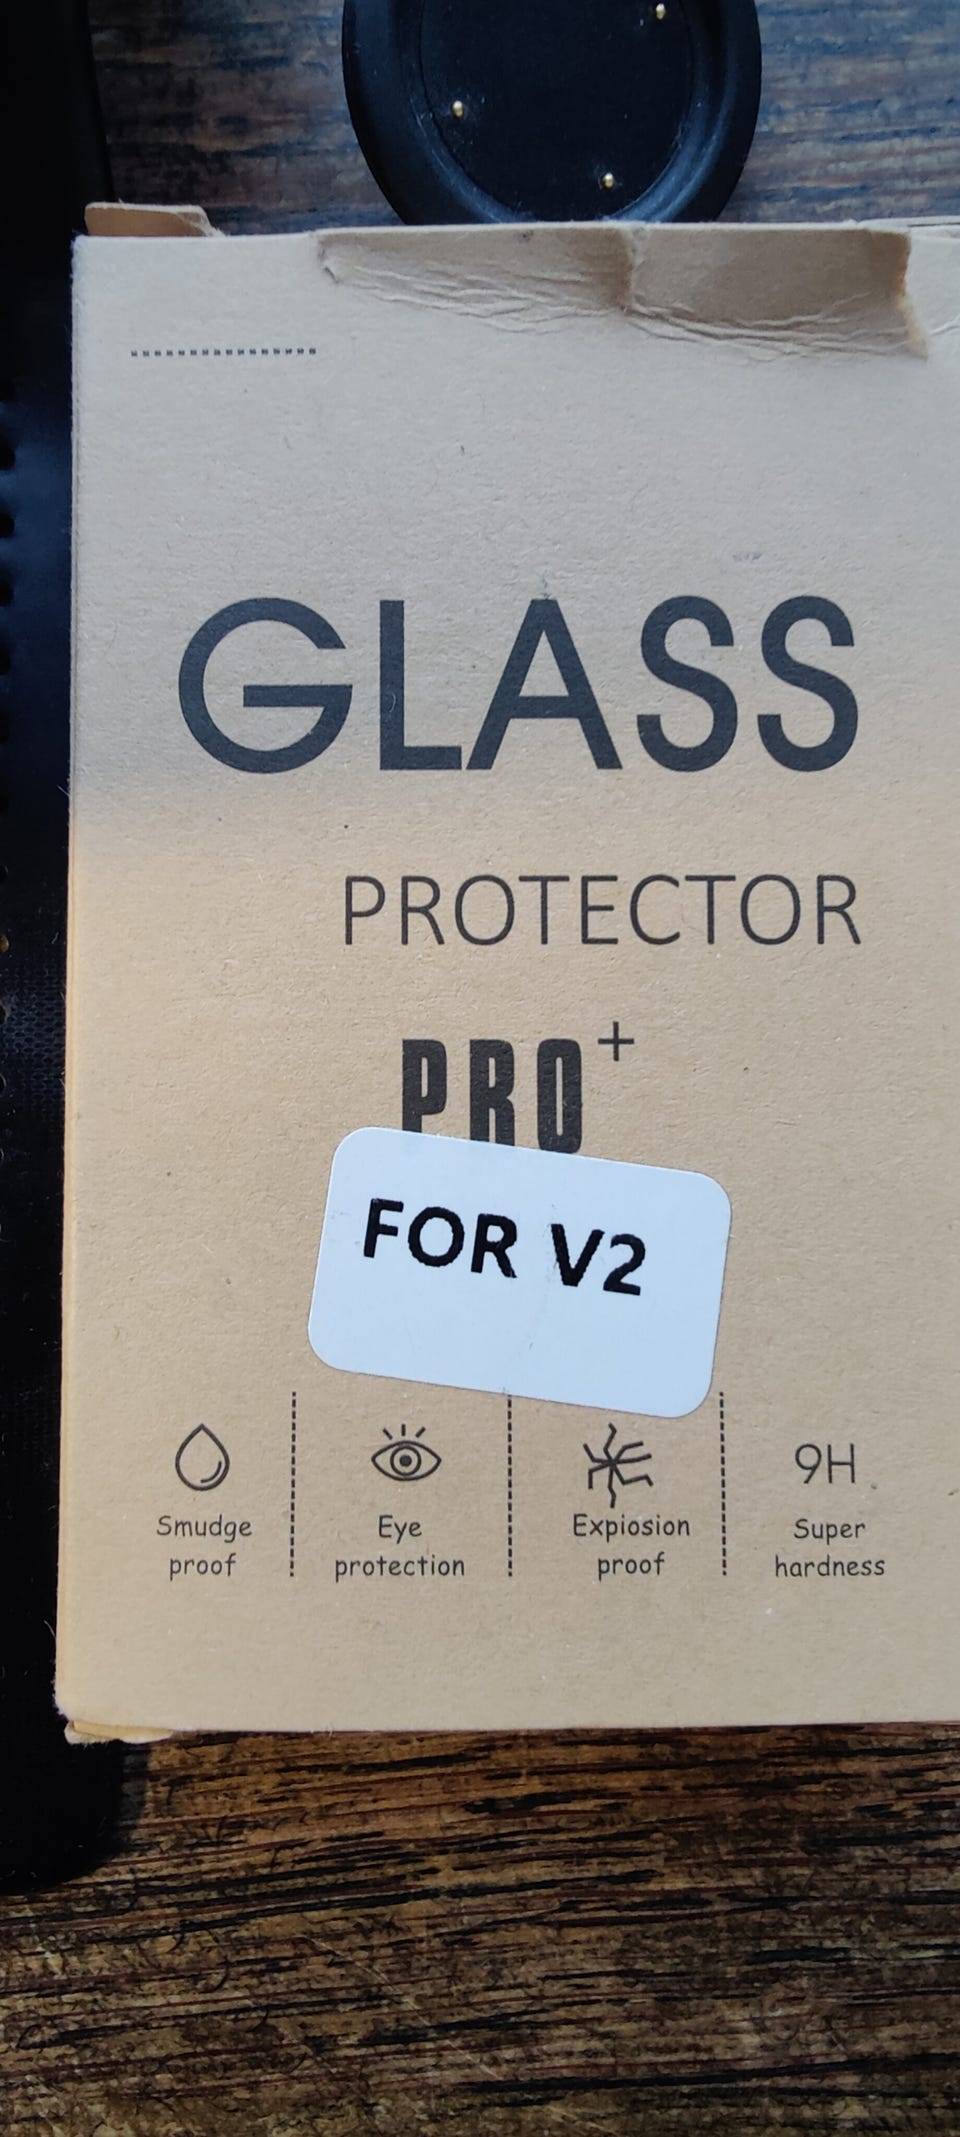 GLASS
PROTECTOR
PRO+
FOR V2
Smudge
proof
Eye
protection
Expiosion
proof
9H
Super
hardness